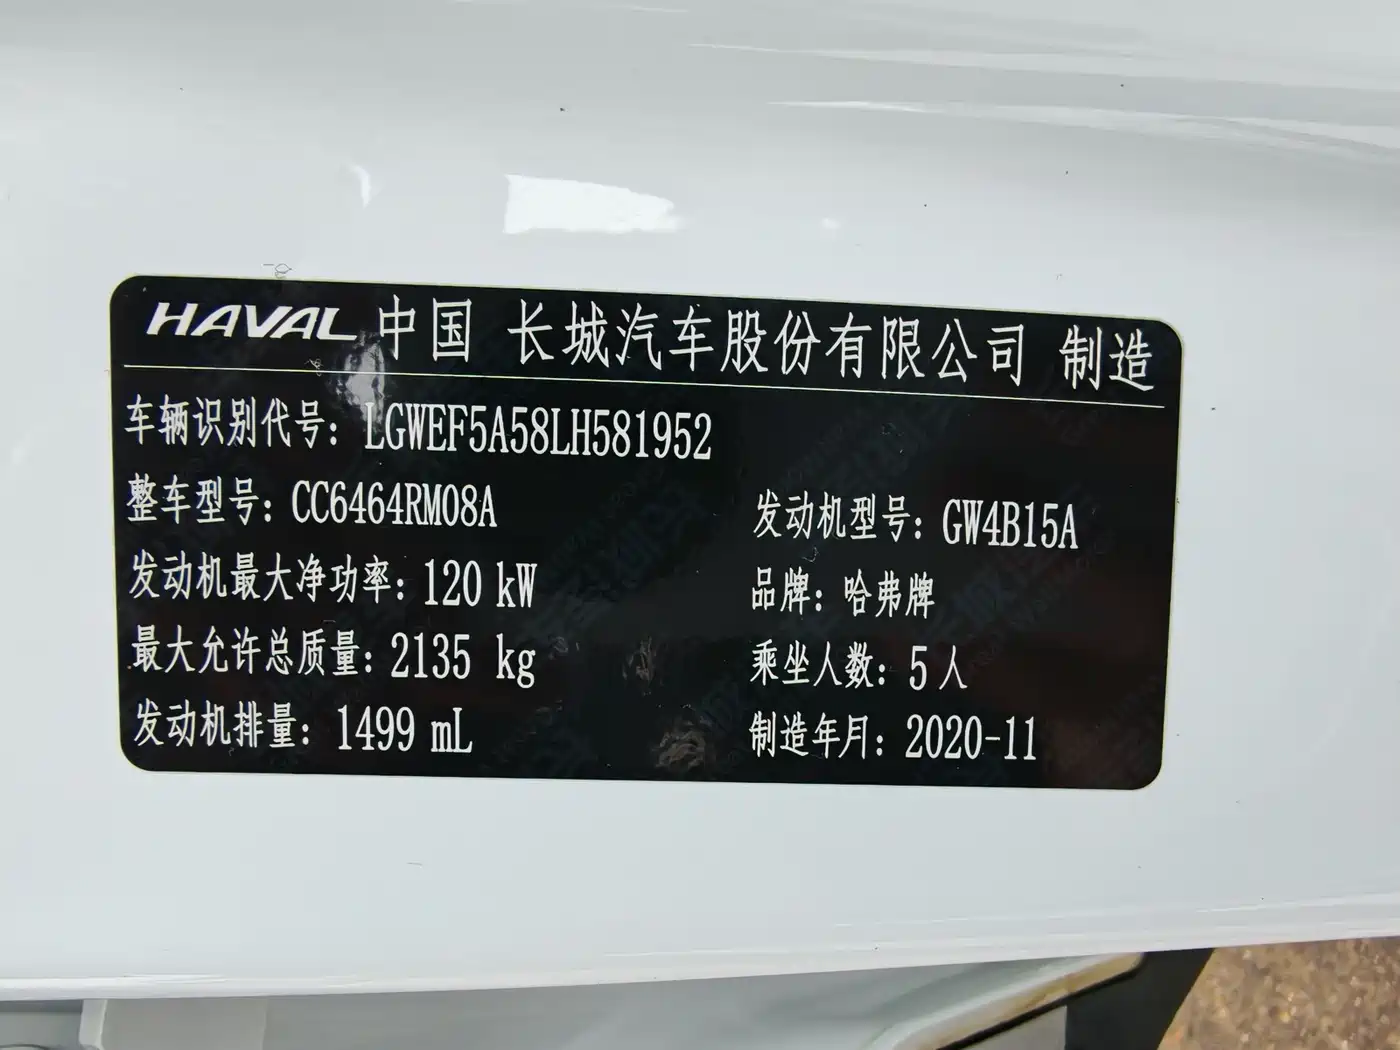 HAVAL 中国 长城汽车股份有限公司 制造
车辆识别代号：LGWEF5A58LH581952
整车型号：CC6464RM08A 发动机型号：GW4B15A
发动机最大净功率：120 kW 品牌：哈弗牌
最大允许总质量：2135 kg 乘坐人数：5人
发动机排量：1499 mL 制造年月：2020-11